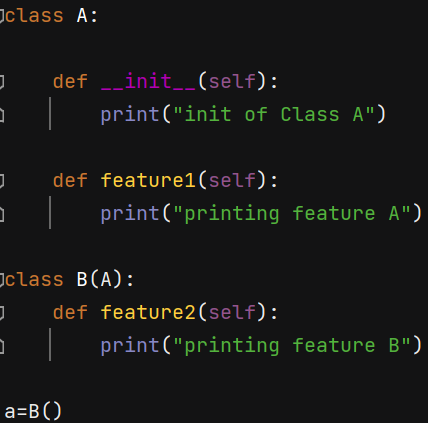 class A:
    def __init__(self):
        print("init of Class A")
    def feature1(self):
        print("printing feature A")
class B(A):
    def feature2(self):
        print("printing feature B")
a=B()